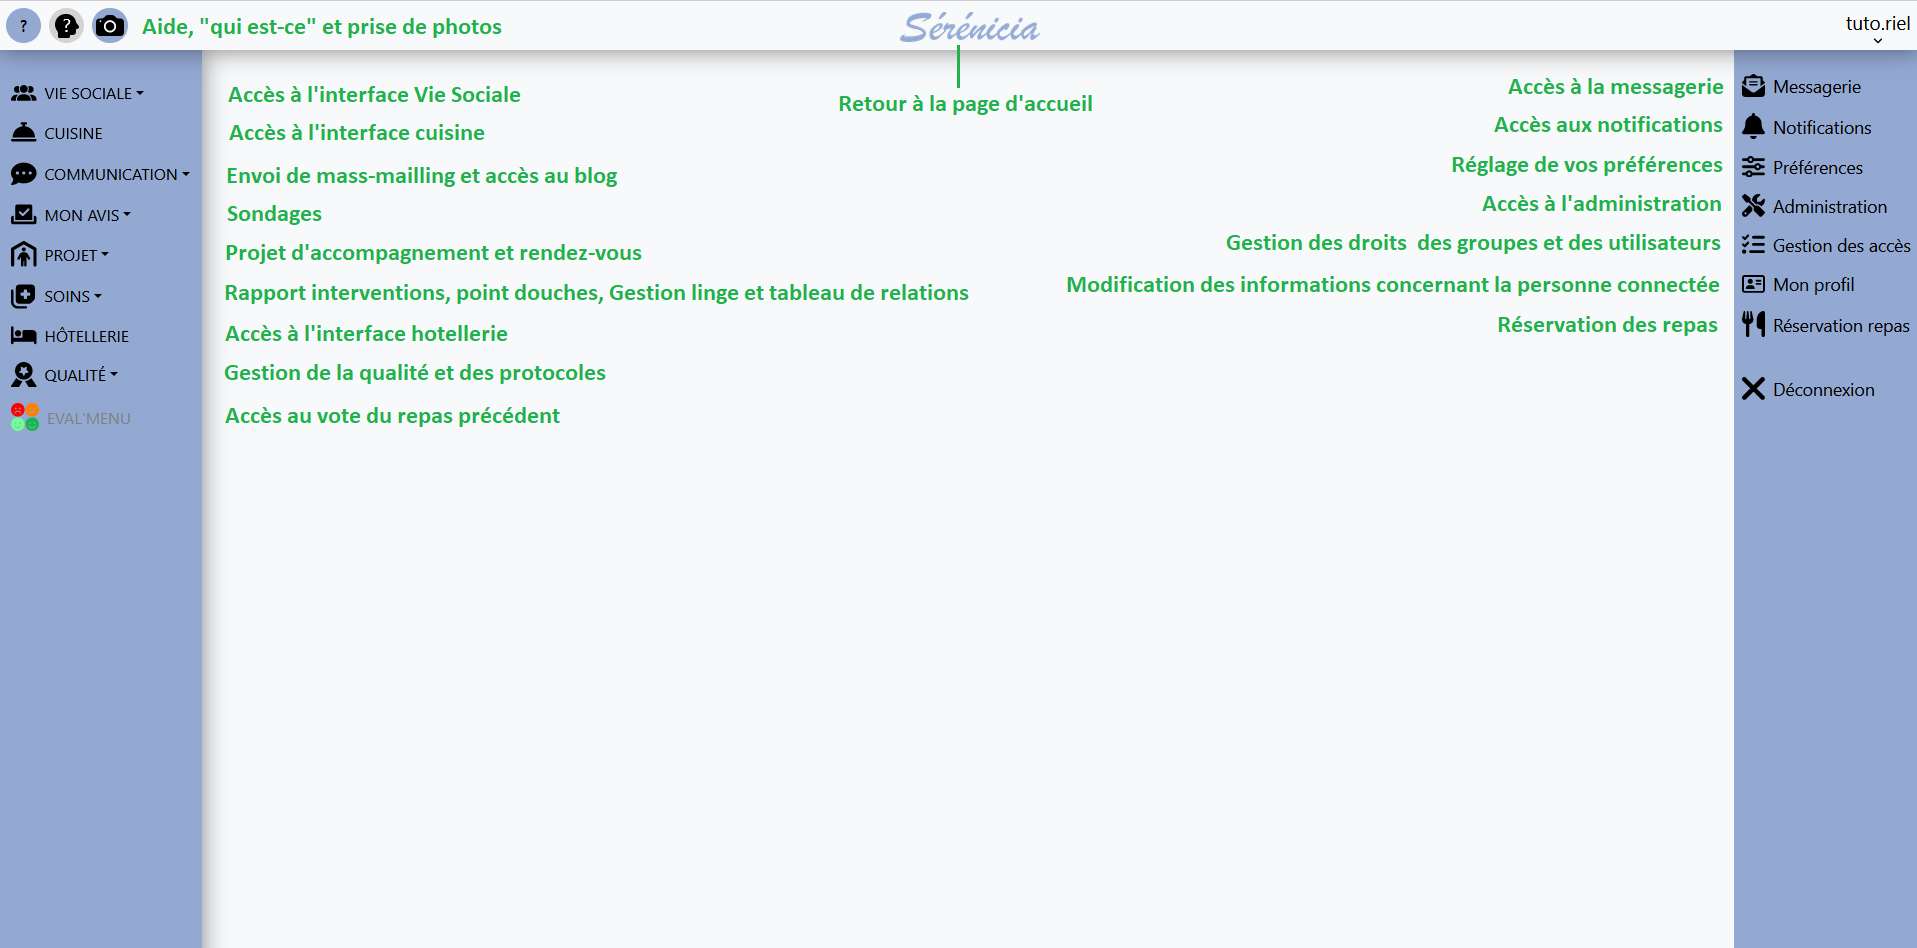 ?
?
Aide, "qui est-ce" et prise de photos
Sérénicia
tuto.riel
VIE SOCIALE
CUISINE
COMMUNICATION
MON AVIS
PROJET
SOINS
HÔTELLERIE
QUALITÉ
EVAL'MENU
Accès à l'interface Vie Sociale
Accès à l'interface cuisine
Envoi de mass-mailling et accès au blog
Sondages
Projet d'accompagnement et rendez-vous
Rapport interventions, point douches, Gestion linge et tableau de relations
Accès à l'interface hotellerie
Gestion de la qualité et des protocoles
Accès au vote du repas précédent
Retour à la page d'accueil
Accès à la messagerie
Accès aux notifications
Réglage de vos préférences
Accès à l'administration
Gestion des droits  des groupes et des utilisateurs
Modification des informations concernant la personne connectée
Réservation des repas
Messagerie
Notifications
Préférences
Administration
Gestion des accès
Mon profil
Réservation repas
Déconnexion